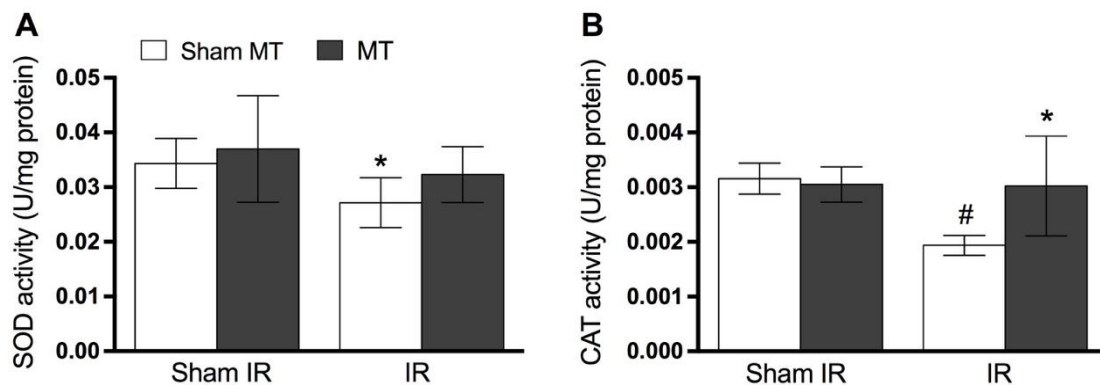 A
Sham MT
MT
SOD activity (U/mg protein)
0.05
0.04
0.03
0.02
0.01
0.00
*
Sham IR
IR
B
CAT activity (U/mg protein)
0.005
0.004
0.003
0.002
0.001
0.000
#
*
Sham IR
IR